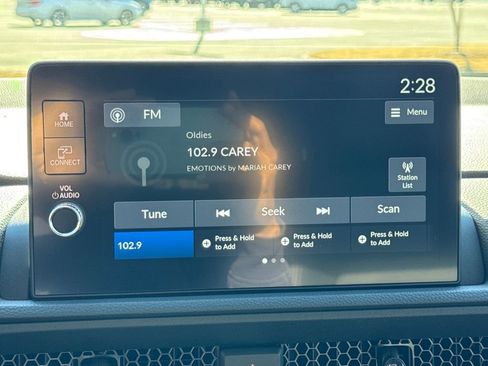 2:28
FM
HOME
Menu
Oldies
102.9 CAREY
CONNECT
EMOTIONS by MARIAH CAREY
Station
List
VOL
AUDIO
Tune
Seek
Scan
102.9
Press & Hold
to Add
Press & Hold
to Add
Press & Hold
to Add